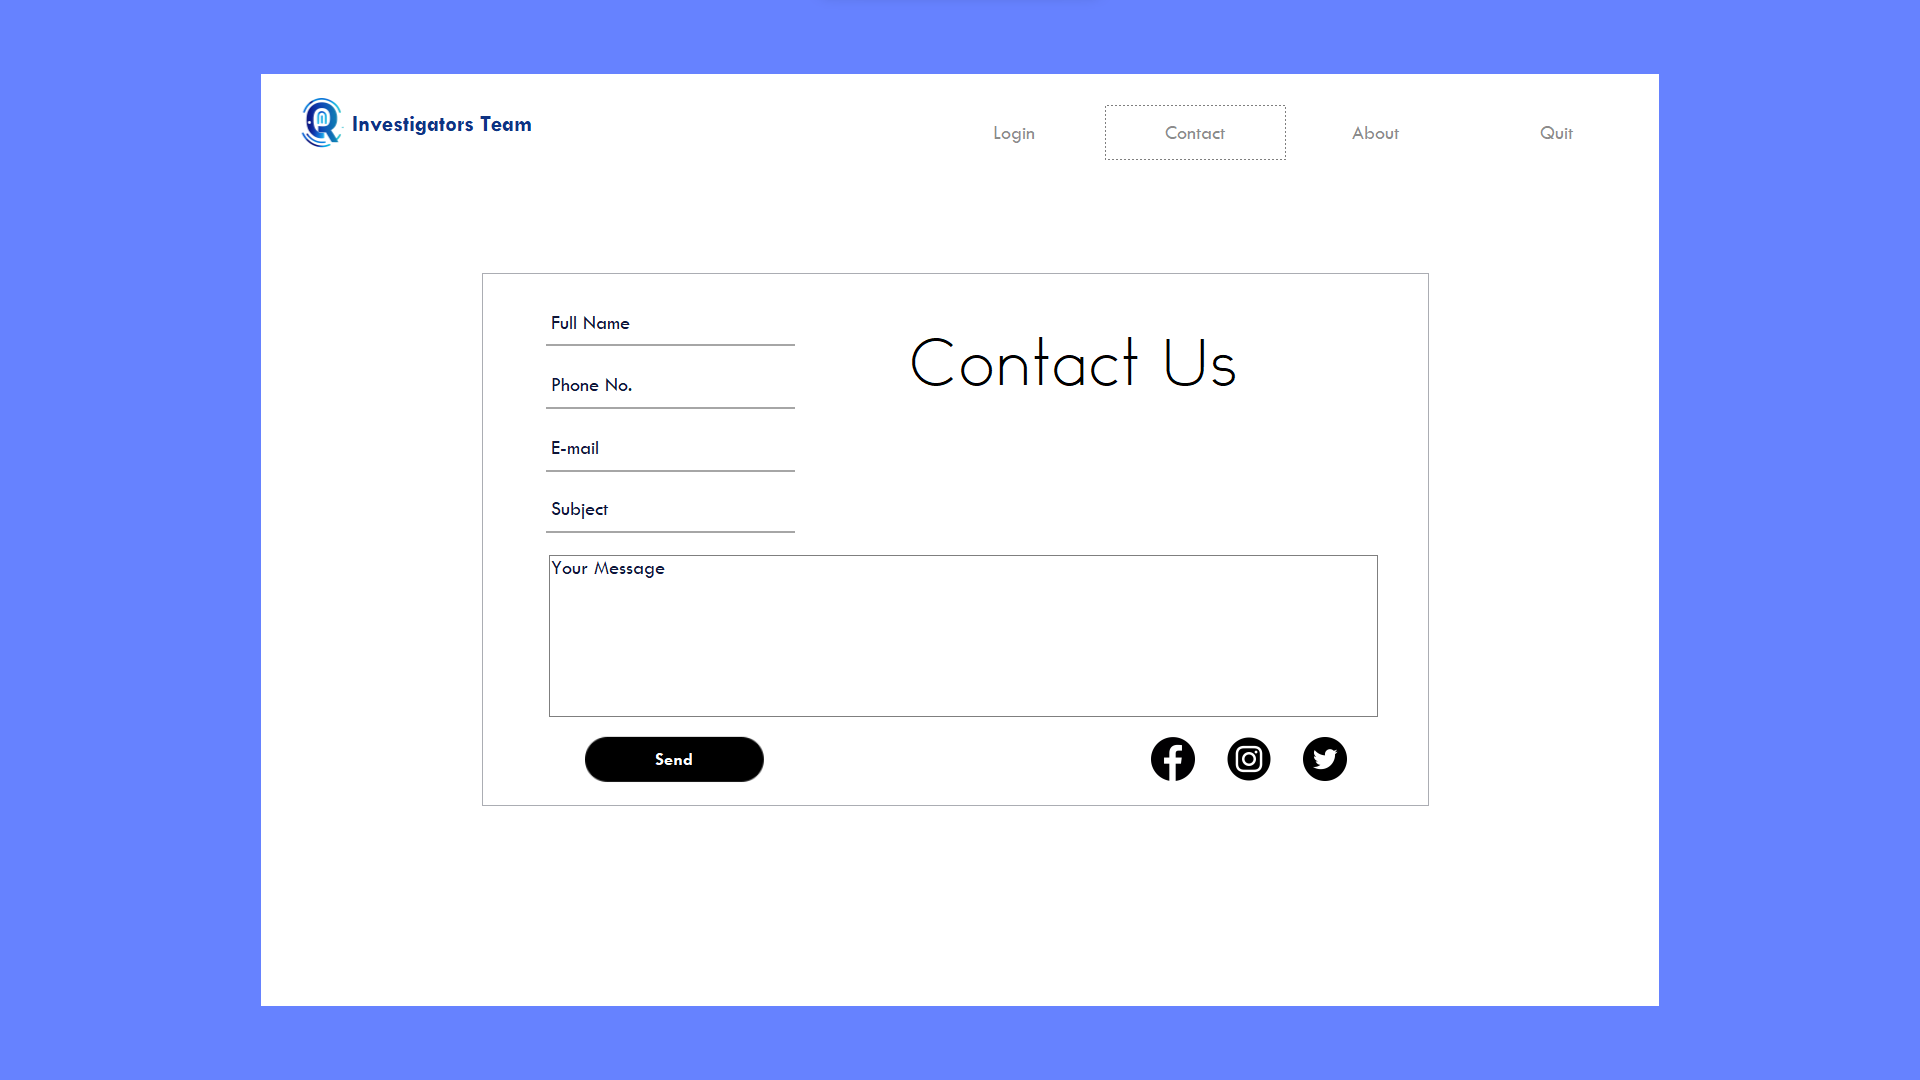 Investigators Team
Login
Contact
About
Quit
Full Name
Contact Us
Phone No.
E-mail
Subject
Your Message
Send